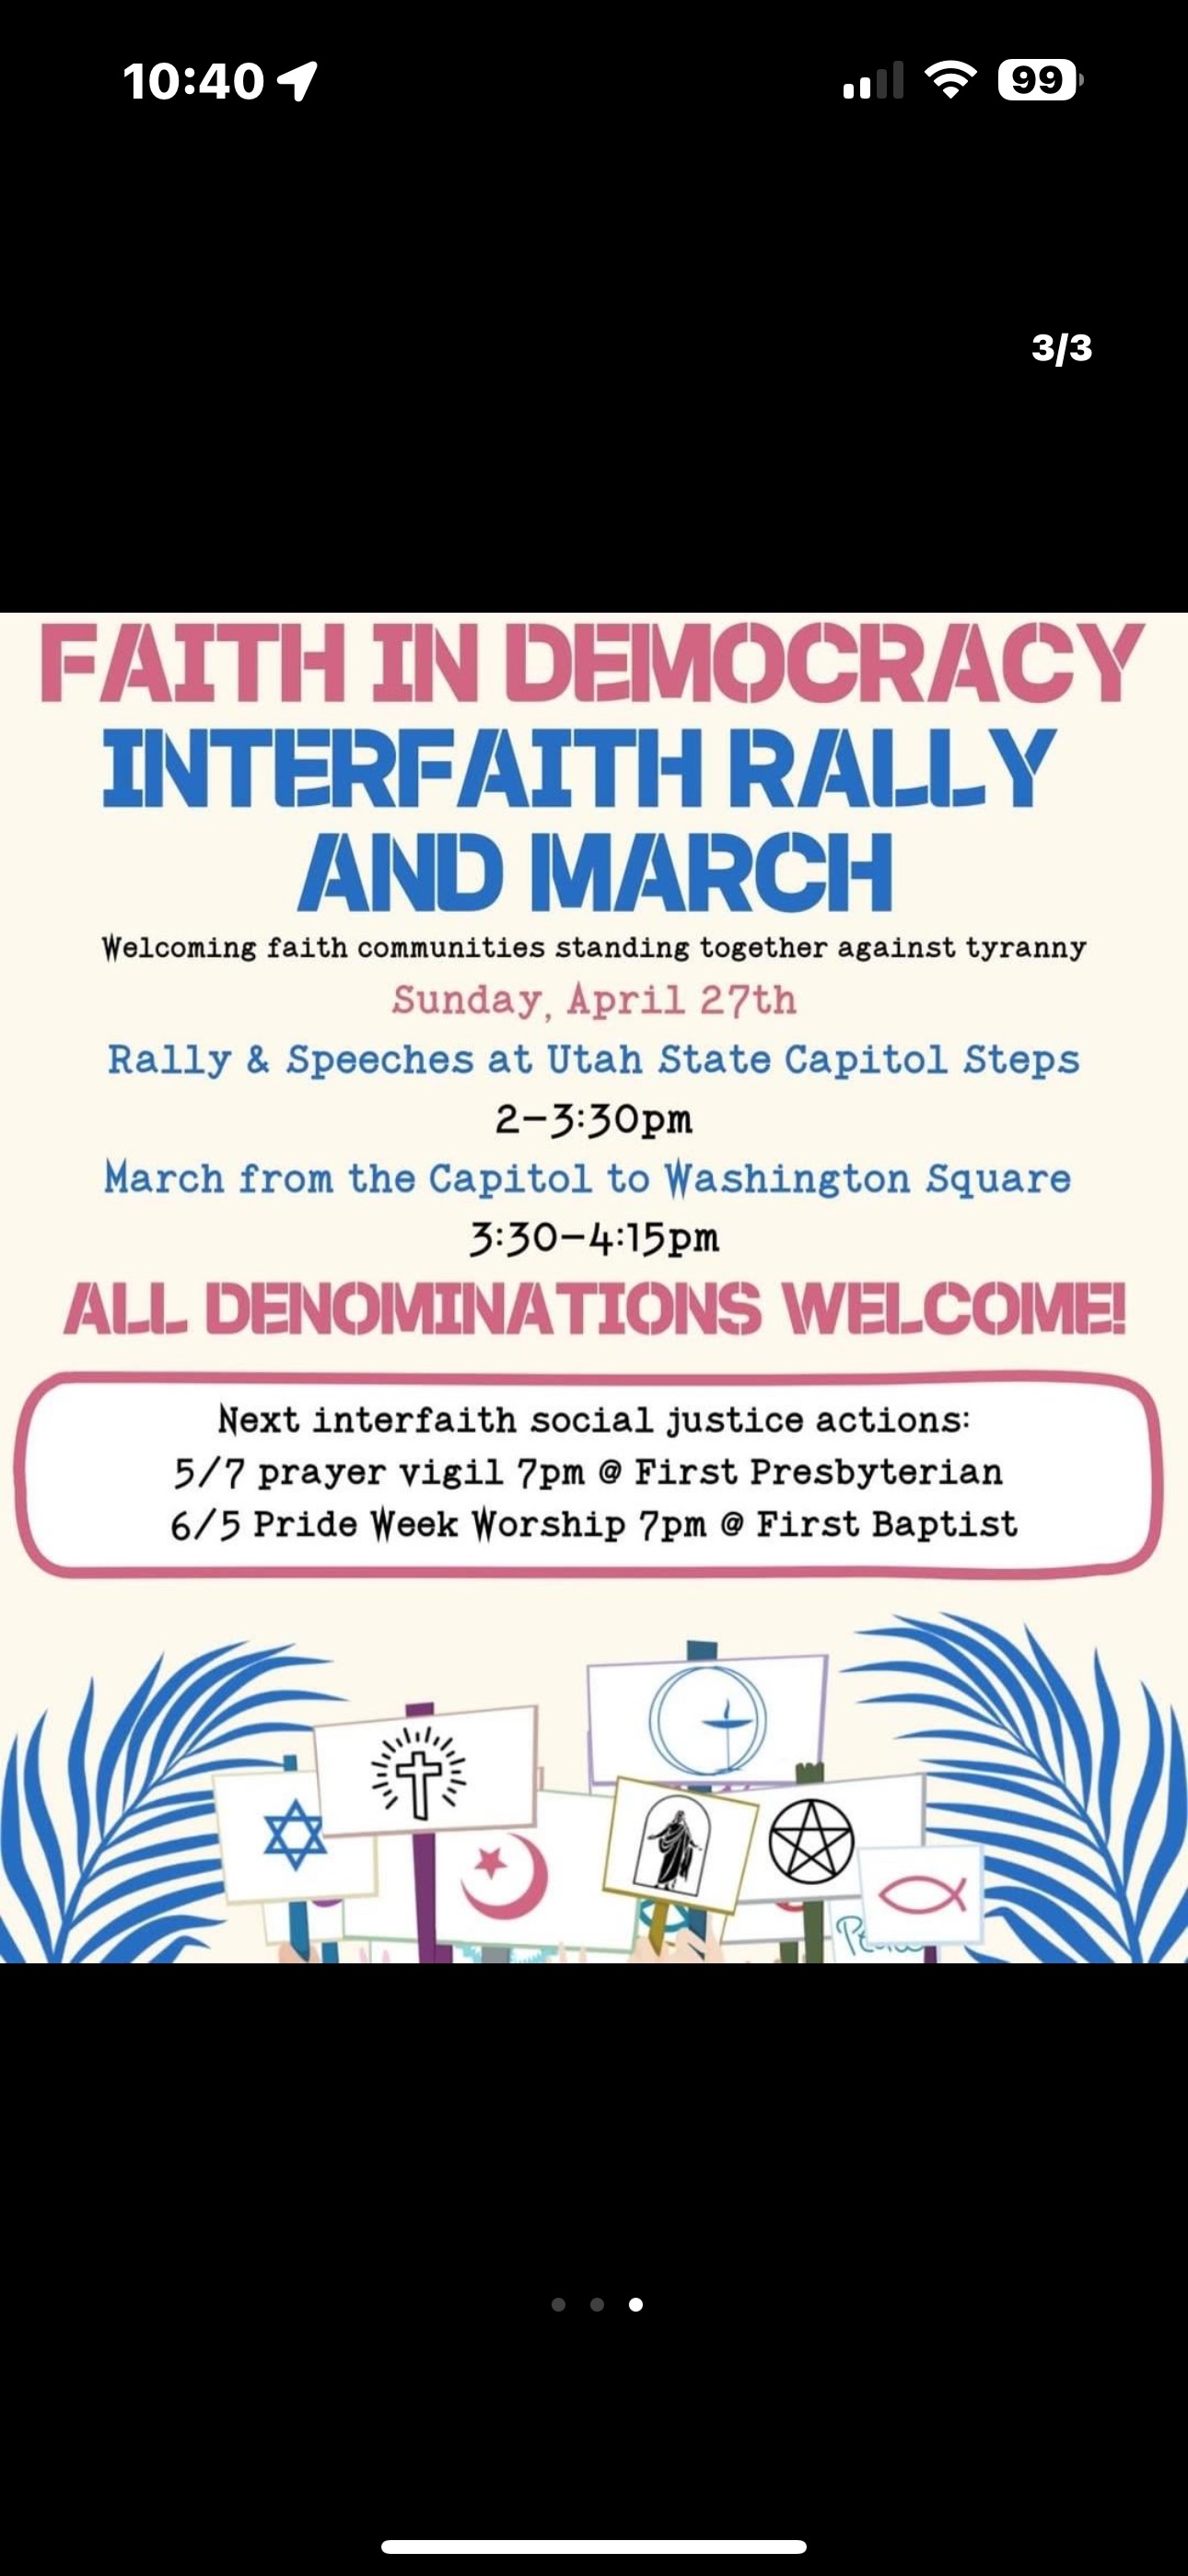 10:40
99
3/3
FAITH IN DEMOCRACY
INTERFAITH RALLY
AND MARCH
Welcoming faith communities standing together against tyranny
Sunday, April 27th
Rally & Speeches at Utah State Capitol Steps
2-3:30pm
March from the Capitol to Washington Square
3:30-4:15pm
ALL DENOMINATIONS WELCOME!
Next interfaith social justice actions:
5/7 prayer vigil 7pm @ First Presbyterian
6/5 Pride Week Worship 7pm @ First Baptist